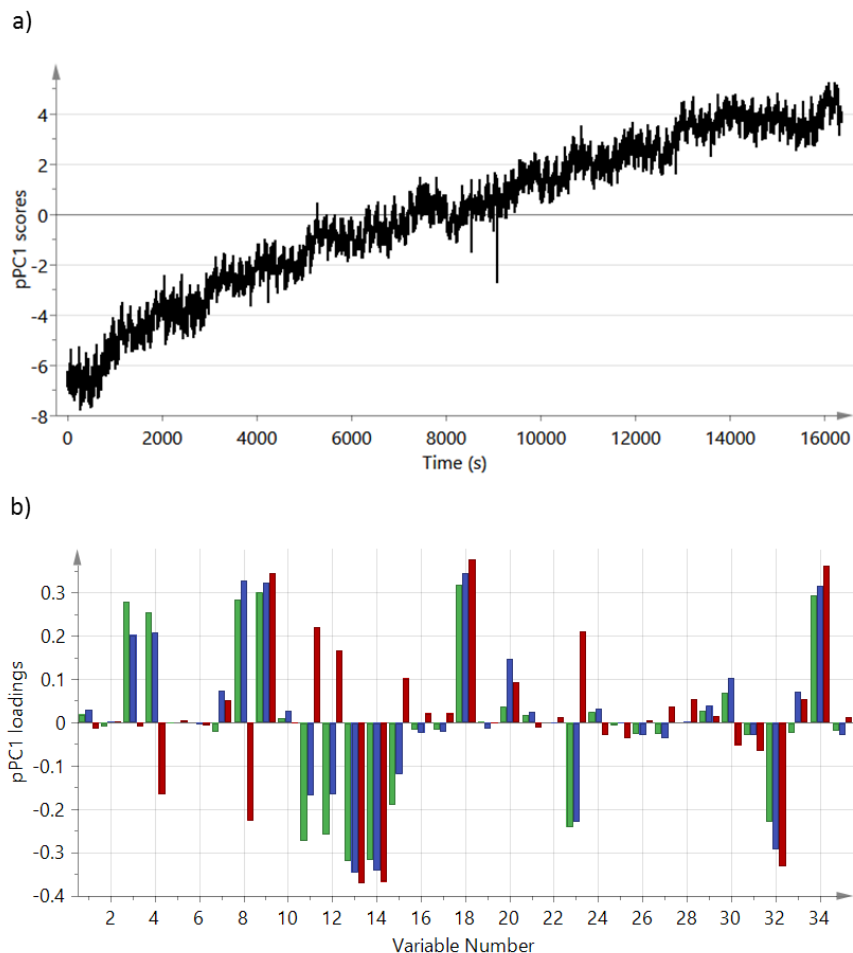 a)
4
2
0
-2
-4
-6
-8
pPC1 scores
0 2000 4000 6000 8000 10000 12000 14000 16000
Time (s)
b)
0.3
0.2
0.1
0
-0.1
-0.2
-0.3
-0.4
pPC1 loadings
2 4 6 8 10 12 14 16 18 20 22 24 26 28 30 32 34
Variable Number